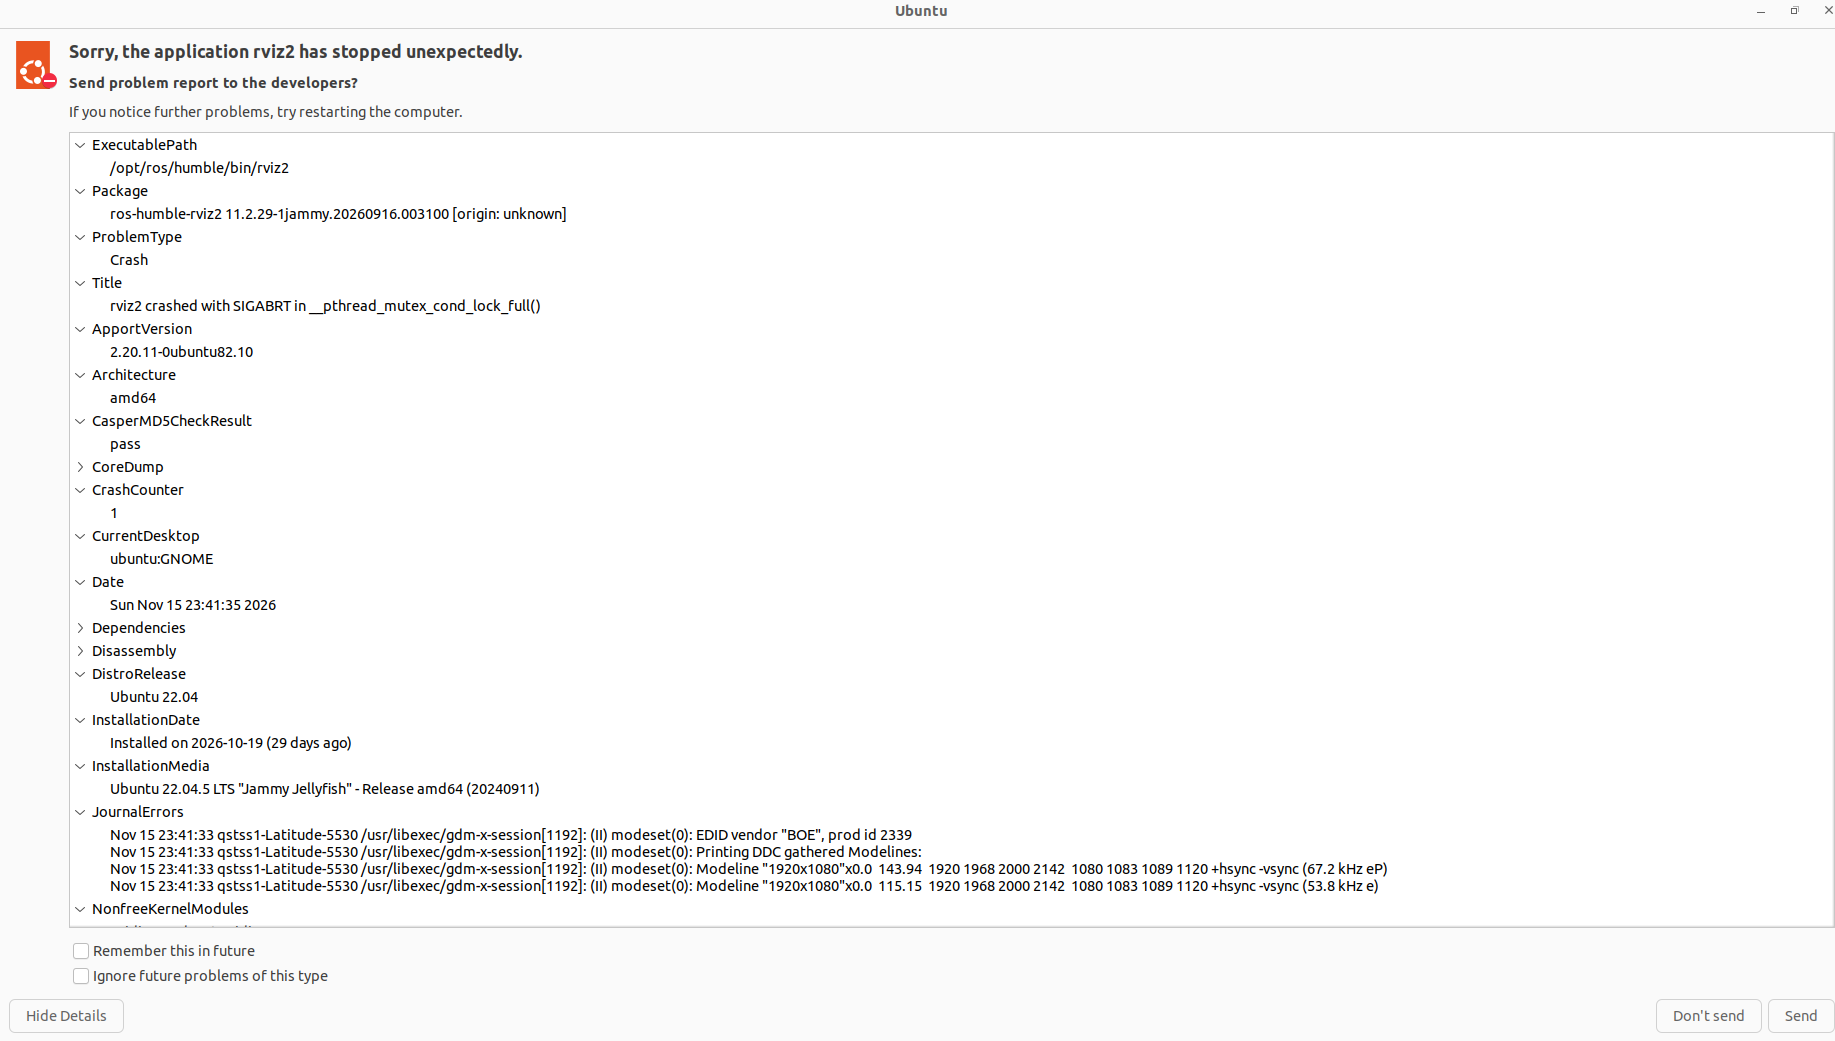 Ubuntu
Sorry, the application rviz2 has stopped unexpectedly.
Send problem report to the developers?
If you notice further problems, try restarting the computer.
ExecutablePath
/opt/ros/humble/bin/rviz2
Package
ros-humble-rviz2 11.2.29-1jammy.20260916.003100 [origin: unknown]
ProblemType
Crash
Title
rviz2 crashed with SIGABRT in __pthread_mutex_cond_lock_full()
ApportVersion
2.20.11-0ubuntu82.10
Architecture
amd64
CasperMD5CheckResult
pass
CoreDump
CrashCounter
1
CurrentDesktop
ubuntu:GNOME
Date
Sun Nov 15 23:41:35 2026
Dependencies
Disassembly
DistroRelease
Ubuntu 22.04
InstallationDate
Installed on 2026-10-19 (29 days ago)
InstallationMedia
Ubuntu 22.04.5 LTS "Jammy Jellyfish" - Release amd64 (20240911)
JournalErrors
Nov 15 23:41:33 qstss1-Latitude-5530 /usr/libexec/gdm-x-session[1192]: (II) modeset(0): EDID vendor "BOE", prod id 2339
Nov 15 23:41:33 qstss1-Latitude-5530 /usr/libexec/gdm-x-session[1192]: (II) modeset(0): Printing DDC gathered Modelines:
Nov 15 23:41:33 qstss1-Latitude-5530 /usr/libexec/gdm-x-session[1192]: (II) modeset(0): Modeline "1920x1080"x0.0 143.94 1920 1968 2000 2142 1080 1083 1089 1120 +hsync -vsync (67.2 kHz eP)
Nov 15 23:41:33 qstss1-Latitude-5530 /usr/libexec/gdm-x-session[1192]: (II) modeset(0): Modeline "1920x1080"x0.0 115.15 1920 1968 2000 2142 1080 1083 1089 1120 +hsync -vsync (53.8 kHz e)
NonfreeKernelModules
Remember this in future
Ignore future problems of this type
Hide Details
Don't send
Send